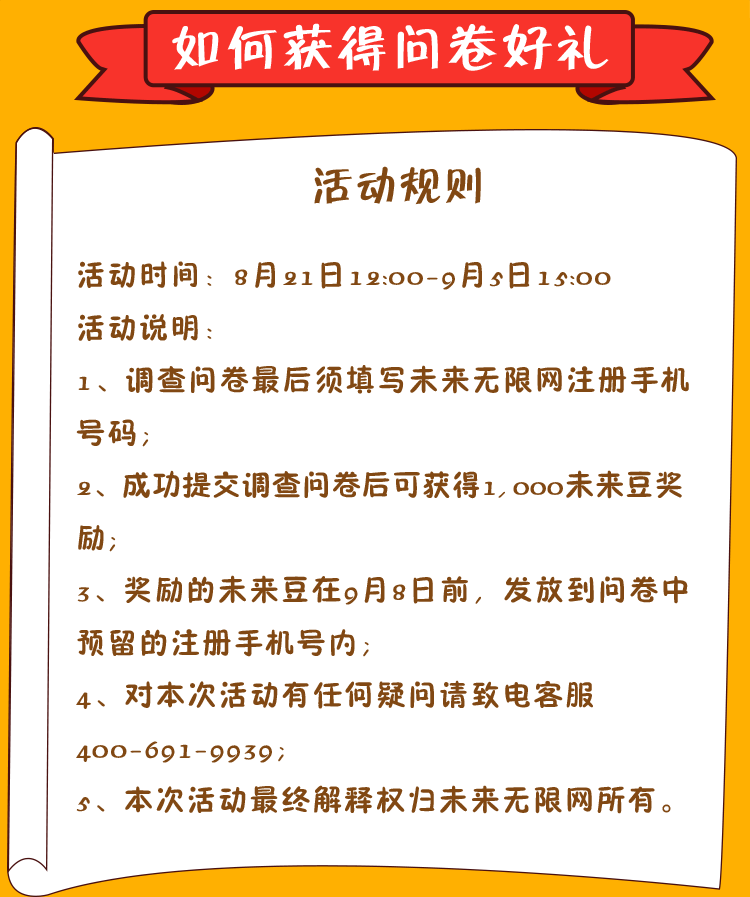 如何获得问卷好礼
活动规则
活动时间：8月21日12:00-9月5日15:00
活动说明：
1、调查问卷最后须填写未来无限网注册手机
号码；
2、成功提交调查问卷后可获得1,000未来豆奖
励；
3、奖励的未来豆在9月8日前，发放到问卷中
预留的注册手机号内；
4、对本次活动有任何疑问请致电客服
400-691-9939；
5、本次活动最终解释权归未来无限网所有。